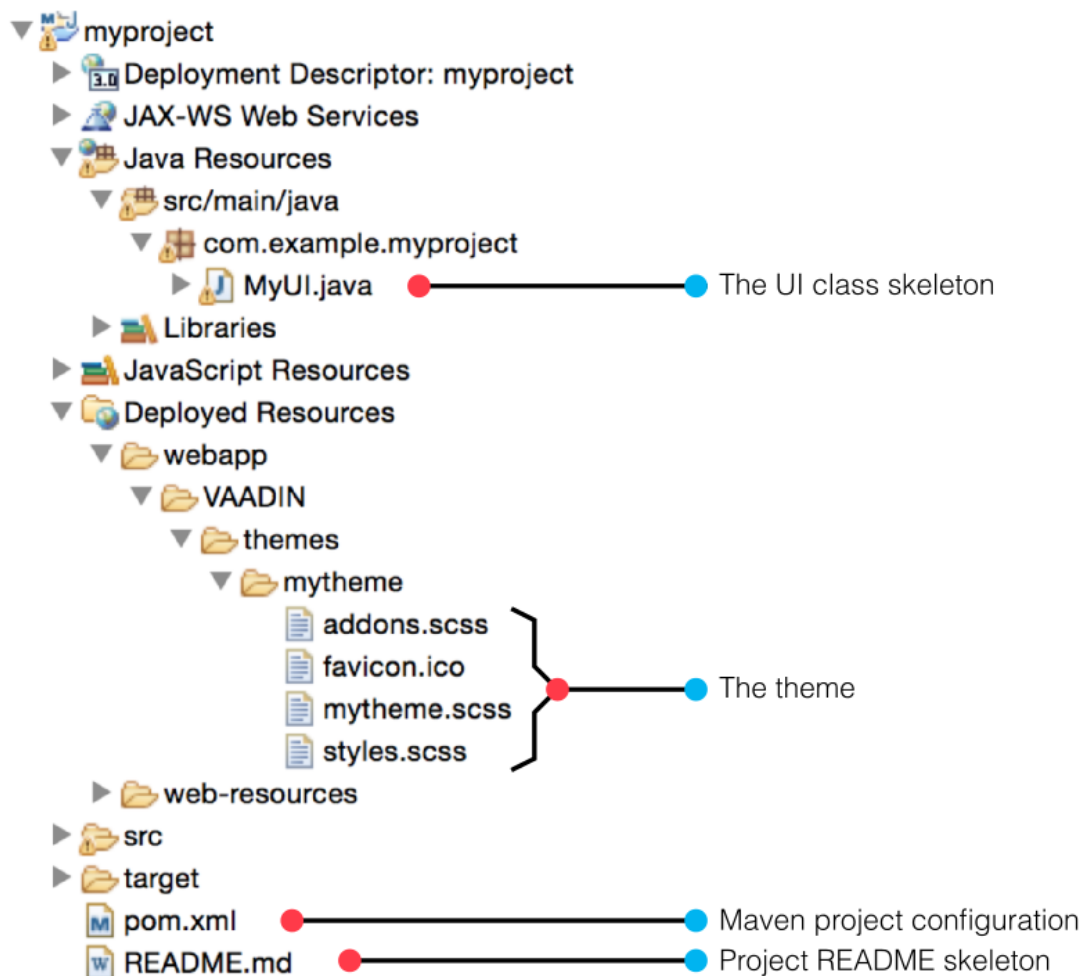 myproject
3.0 Deployment Descriptor: myproject
JAX-WS Web Services
Java Resources
src/main/java
com.example.myproject
J MyUI.java The UI class skeleton
Libraries
JavaScript Resources
Deployed Resources
webapp
VAADIN
themes
mytheme
addons.scss
favicon.ico
The theme
mytheme.scss
styles.scss
web-resources
src
target
M pom.xml Maven project configuration
W README.md Project README skeleton